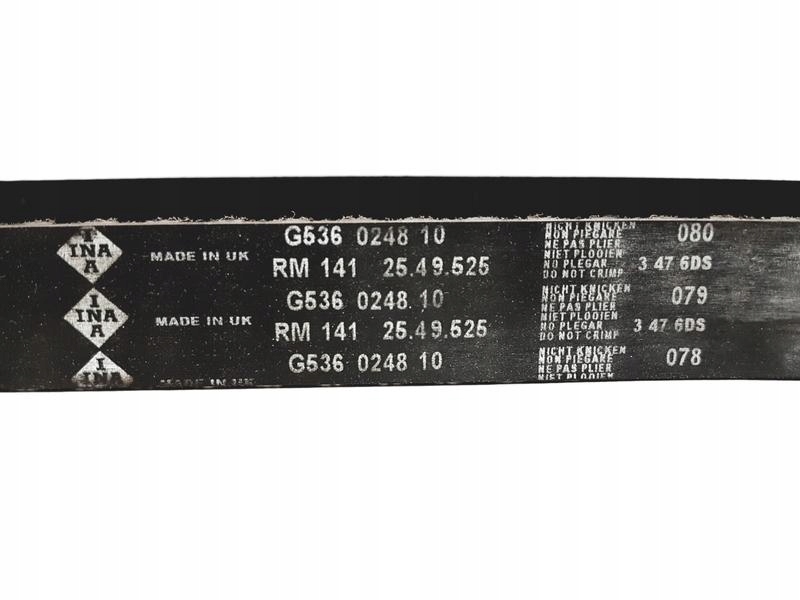 I
INA
A
MADE IN UK
G536 0248 10
RM 141 25.49.525
NICHT KNICKEN
NON PIEGARE
NE PAS PLIER
NIET PLOOIEN
NO PLEGAR
DO NOT CRIMP
080
3 47 6DS
I
INA
A
MADE IN UK
G536 0248 10
RM 141 25.49.525
NICHT KNICKEN
NON PIEGARE
NE PAS PLIER
NIET PLOOIEN
NO PLEGAR
DO NOT CRIMP
079
3 47 6DS
I
INA
MADE IN UK
G536 0248 10
NICHT KNICKEN
NON PIEGARE
NE PAS PLIER
NIET PLOOIEN
078